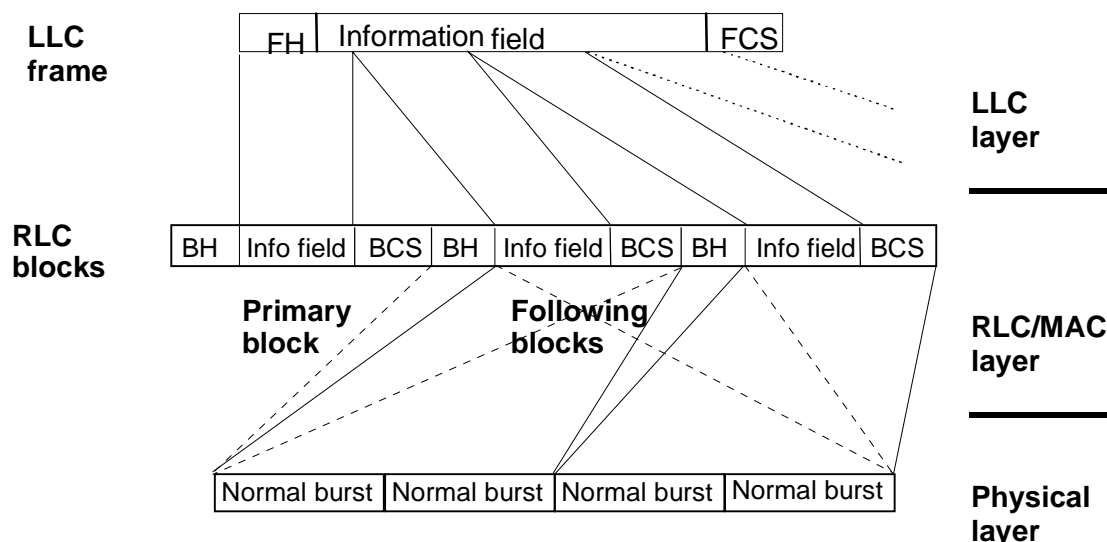 LLC
frame
FH Information field FCS
LLC
layer
RLC
blocks
BH Info field BCS BH Info field BCS BH Info field BCS
Primary
block
Following
blocks
RLC/MAC
layer
Normal burst Normal burst Normal burst Normal burst
Physical
layer